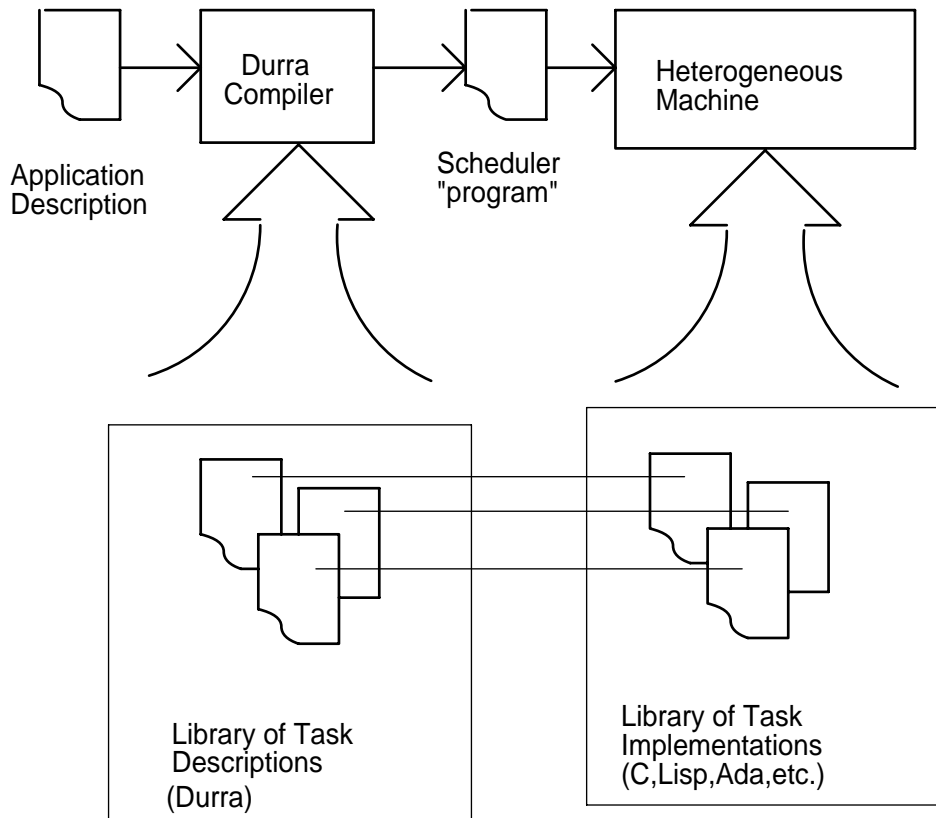 Durra
Compiler
Heterogeneous
Machine
Application
Description
Scheduler
"program"
Library of Task
Descriptions
(Durra)
Library of Task
Implementations
(C,Lisp,Ada,etc.)